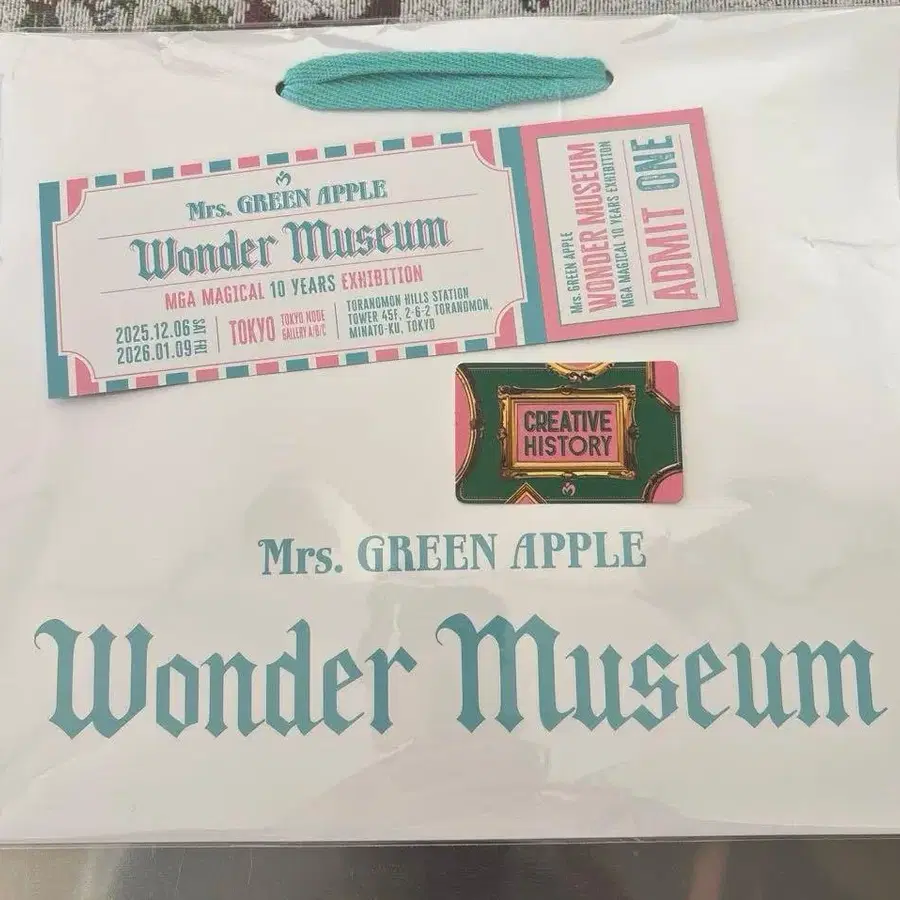 Mrs. GREEN APPLE
Wonder Museum
MGA MAGICAL 10 YEARS EXHIBITION
2025.12.06 SAT
2026.01.09 FRI
TOKYO
TOKYO NODE
GALLERY A/B/C
TORANOMON HILLS STATION
TOWER 45F, 2-6-2 TORANOMON,
MINATO-KU, TOKYO
Mrs. GREEN APPLE
WONDER MUSEUM
MGA MAGICAL 10 YEARS EXHIBITION
ADMIT ONE
CREATIVE
HISTORY
Mrs. GREEN APPLE
Wonder Museum